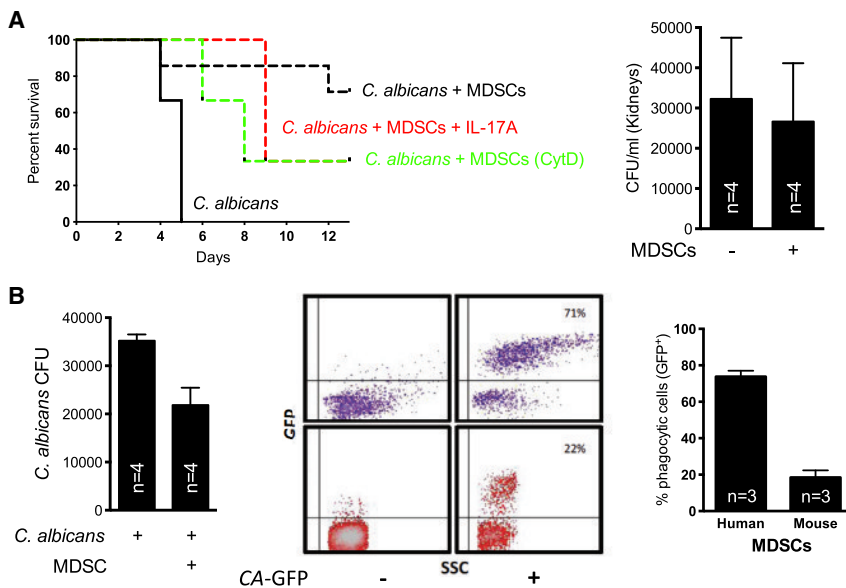 A
Percent survival
100
80
60
40
20
0
0 2 4 6 8 10 12
Days
C. albicans + MDSCs
C. albicans + MDSCs + IL-17A
C. albicans + MDSCs (CytD)
C. albicans
CFU/ml (Kidneys)
50000
40000
30000
20000
10000
0
n=4 n=4
MDSCs - +
B
C. albicans CFU
40000
30000
20000
10000
0
n=4 n=4
C. albicans + +
MDSC +
GFP
71%
22%
SSC
CA-GFP - +
% phagocytic cells (GFP+)
100
80
60
40
20
0
n=3 n=3
Human Mouse
MDSCs